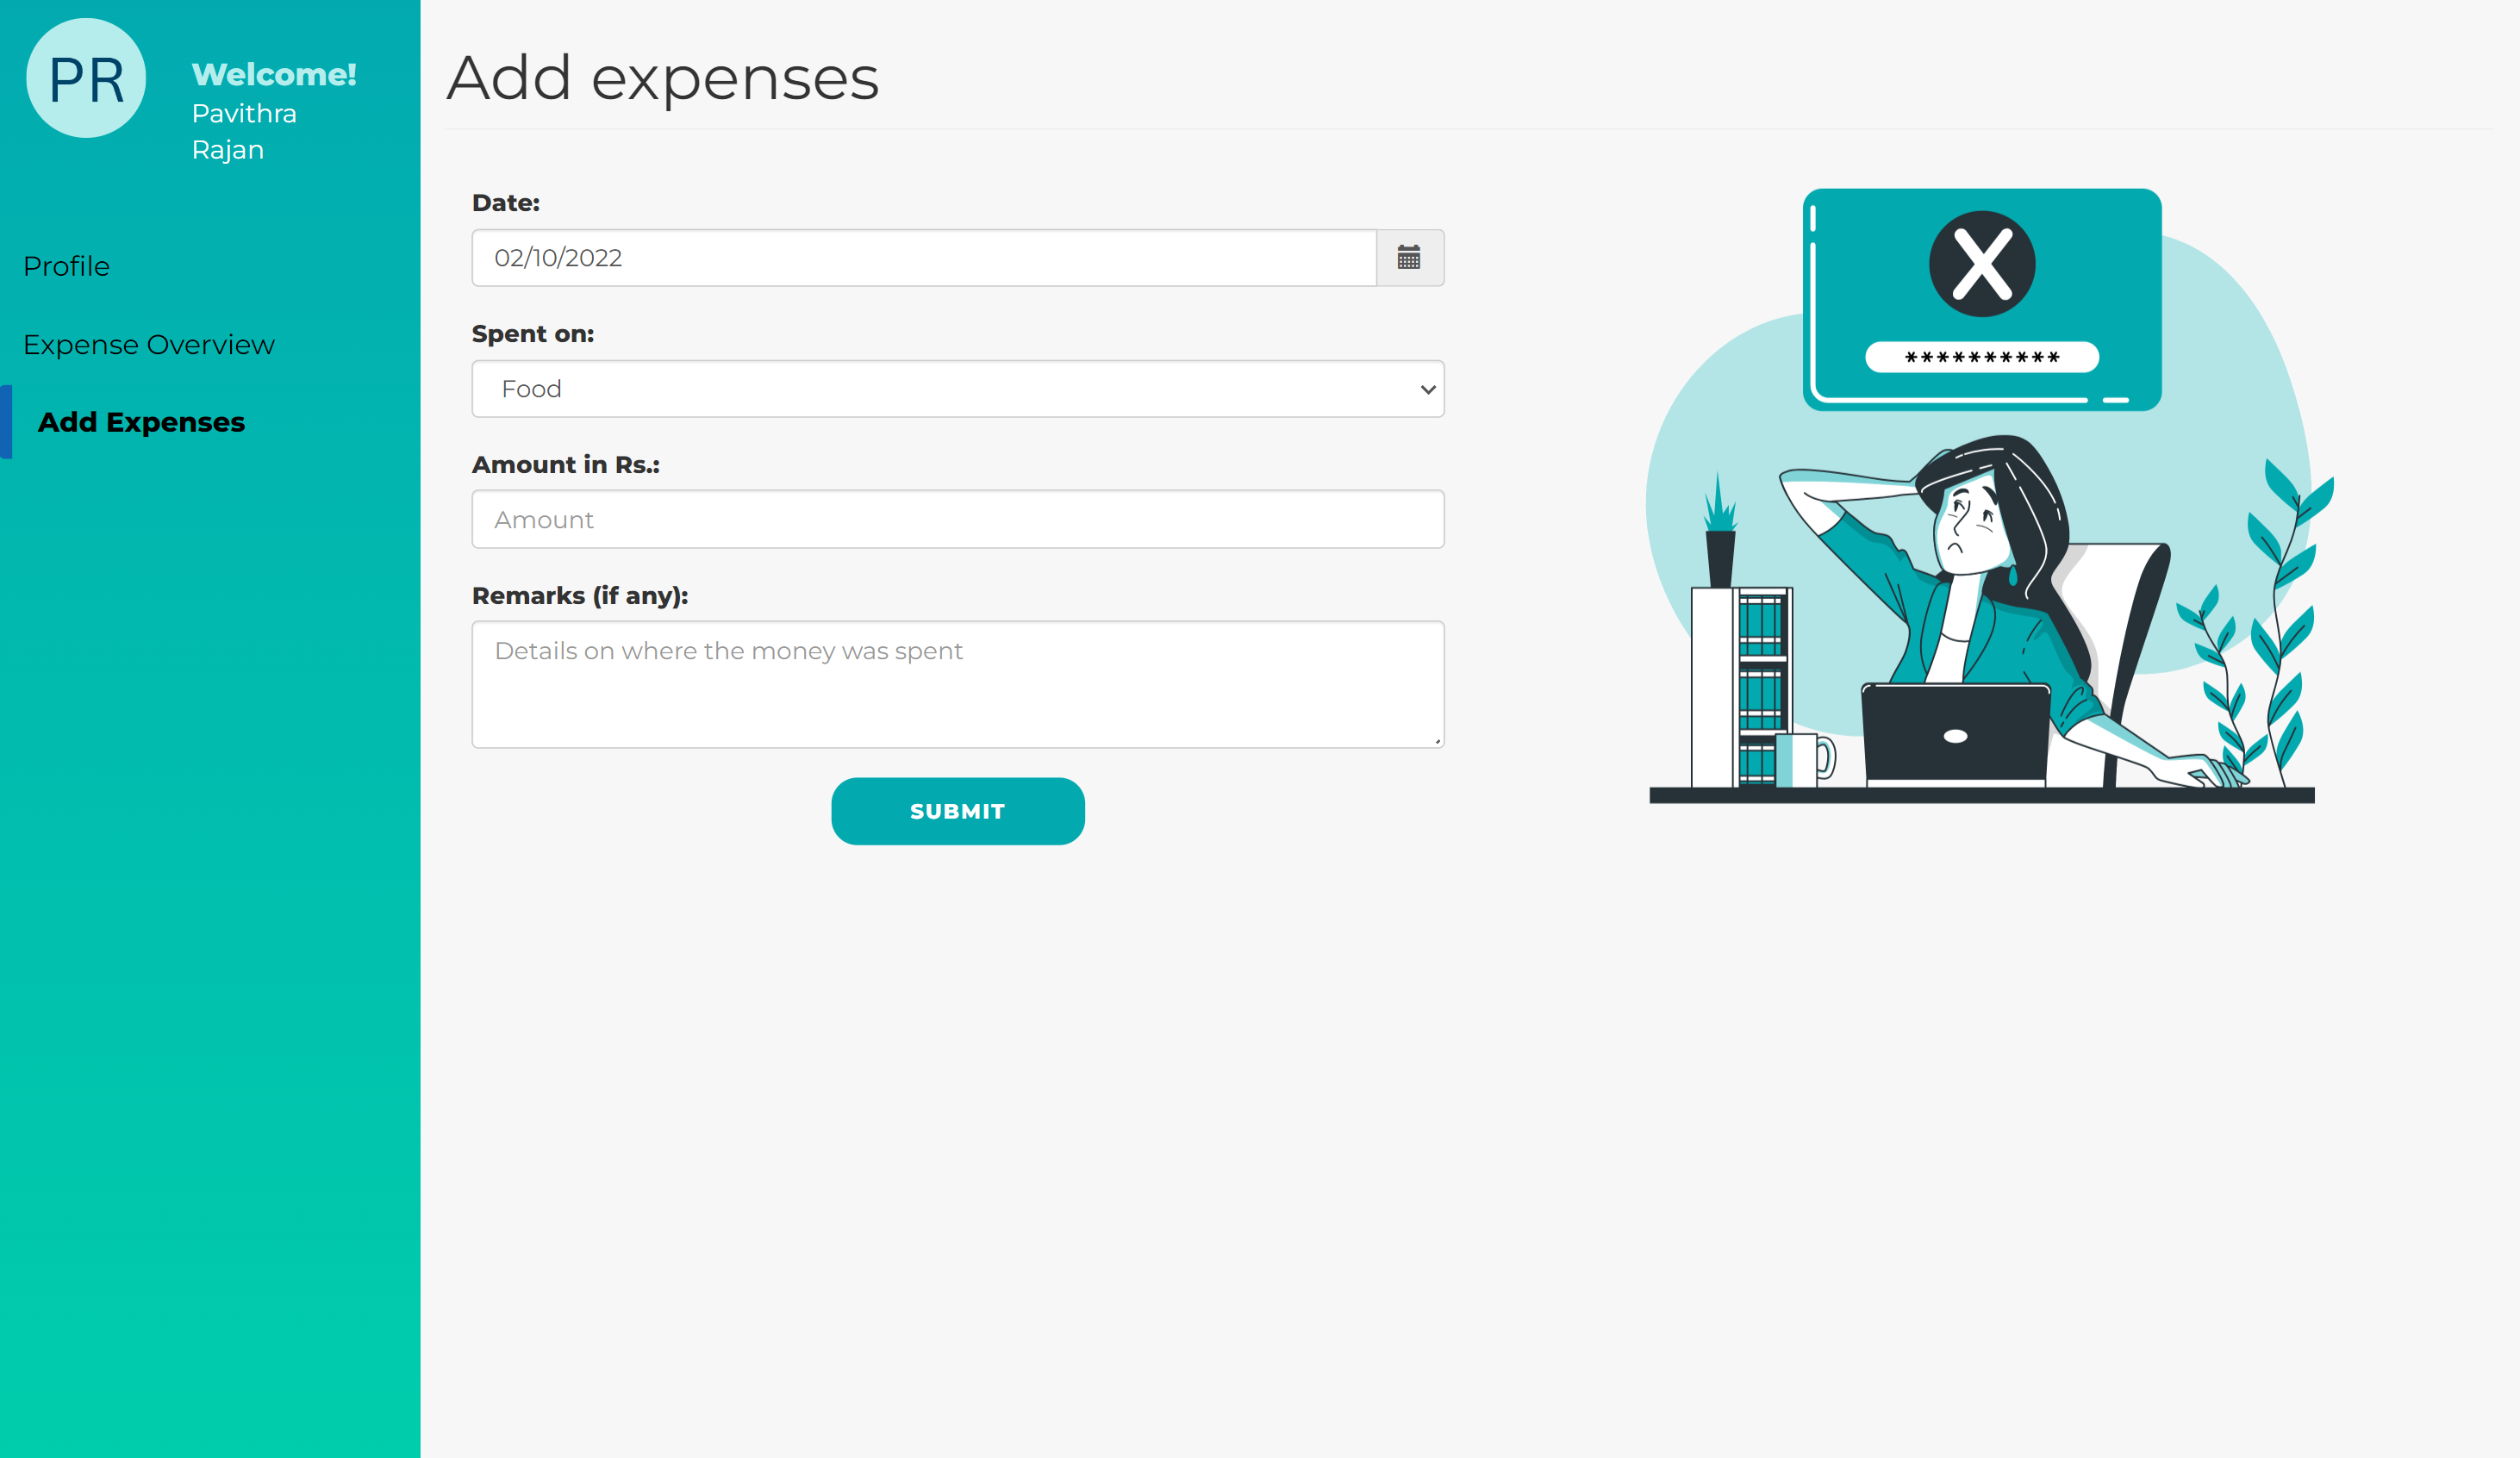 PR
Welcome!
Pavithra
Rajan
Profile
Expense Overview
Add Expenses
Add expenses
Date:
02/10/2022
Spent on:
Food
Amount in Rs.:
Amount
Remarks (if any):
Details on where the money was spent
SUBMIT
X
**********